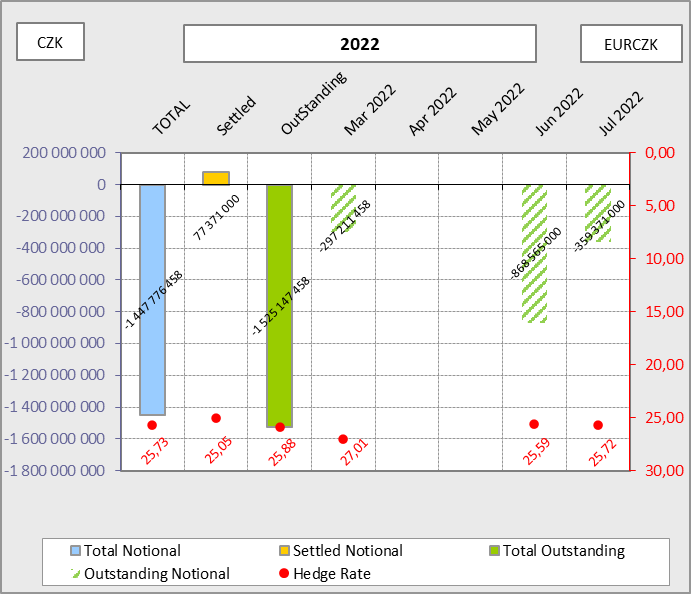 CZK
2022
EURCZK
TOTAL
Settled
OutStanding
Mar 2022
Apr 2022
May 2022
Jun 2022
Jul 2022
200 000 000
0
-200 000 000
-400 000 000
-600 000 000
-800 000 000
-1 000 000 000
-1 200 000 000
-1 400 000 000
-1 600 000 000
-1 800 000 000
-1 447 776 458
77 371 000
-1 525 147 458
-297 211 458
-868 565 000
-359 371 000
25,73
25,05
25,88
27,01
25,59
25,72
0,00
5,00
10,00
15,00
20,00
25,00
30,00
Total Notional
Settled Notional
Total Outstanding
Outstanding Notional
Hedge Rate